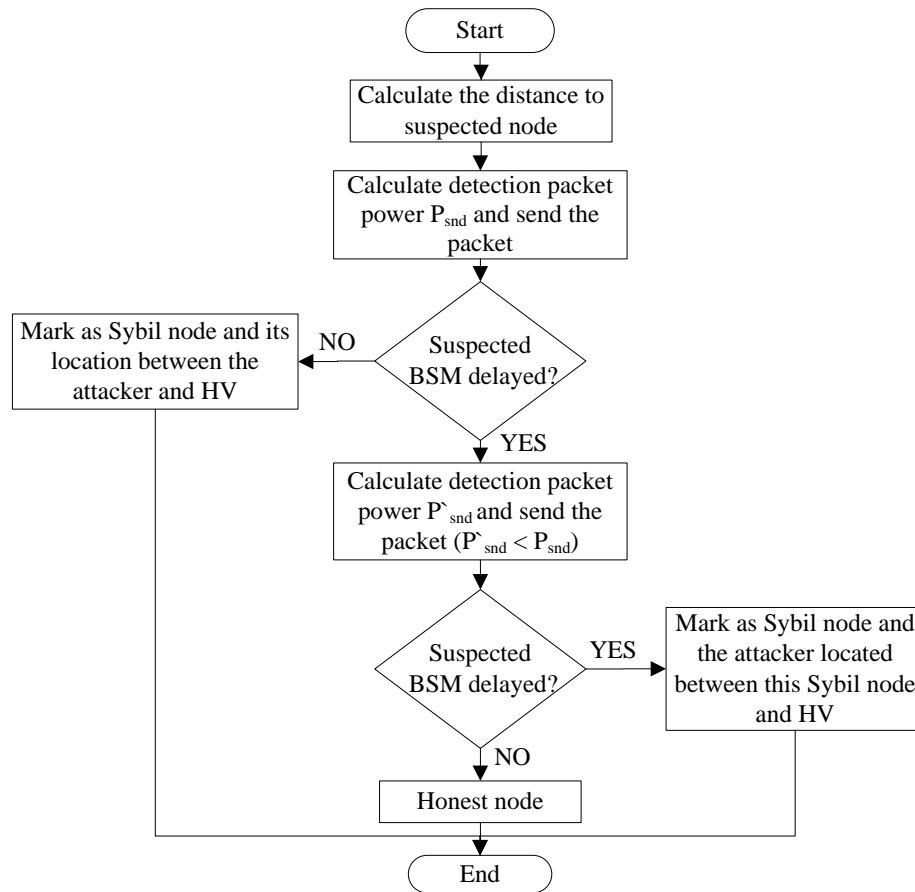 Start
Calculate the distance to
suspected node
Calculate detection packet
power P_snd and send the
packet
Mark as Sybil node and its
location between the
attacker and HV
NO
Suspected
BSM delayed?
YES
Calculate detection packet
power P`_snd and send the
packet (P`_snd < P_snd)
Suspected
BSM delayed?
YES
Mark as Sybil node and
the attacker located
between this Sybil node
and HV
NO
Honest node
End